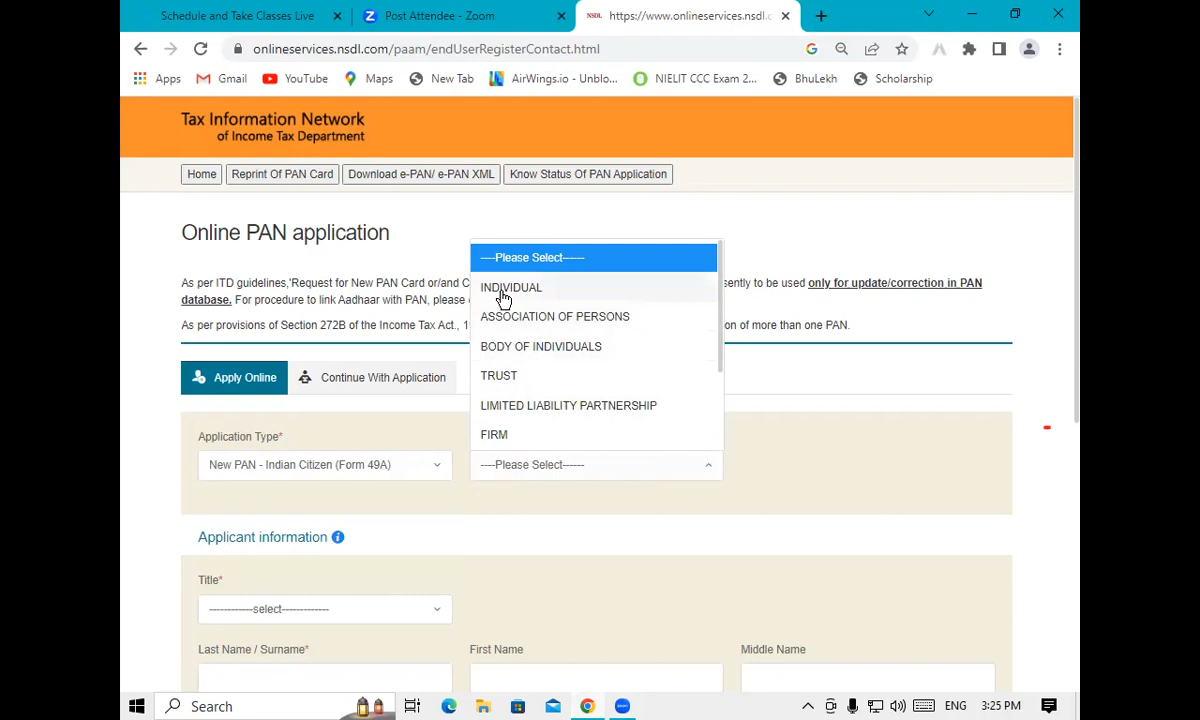 Schedule and Take Classes Live
Post Attendee - Zoom
NSDL https://www.onlineservices.nsdl.c
onlineservices.nsdl.com/paam/endUserRegisterContact.html
Apps
Gmail
YouTube
Maps
New Tab
AirWings.io - Unblo...
NIELIT CCC Exam 2...
BhuLekh
Scholarship
Tax Information Network
of Income Tax Department
Home
Reprint Of PAN Card
Download e-PAN/ e-PAN XML
Know Status Of PAN Application
Online PAN application
As per ITD guidelines,'Request for New PAN Card or/and C
sently to be used only for update/correction in PAN
database. For procedure to link Aadhaar with PAN, please
As per provisions of Section 272B of the Income Tax Act., 1
on of more than one PAN.
----Please Select------
INDIVIDUAL
ASSOCIATION OF PERSONS
BODY OF INDIVIDUALS
TRUST
LIMITED LIABILITY PARTNERSHIP
FIRM
Apply Online
Continue With Application
Application Type*
New PAN - Indian Citizen (Form 49A)
----Please Select------
Applicant information
Title*
------------select-------------
Last Name / Surname*
First Name
Middle Name
Search
ENG
3:25 PM